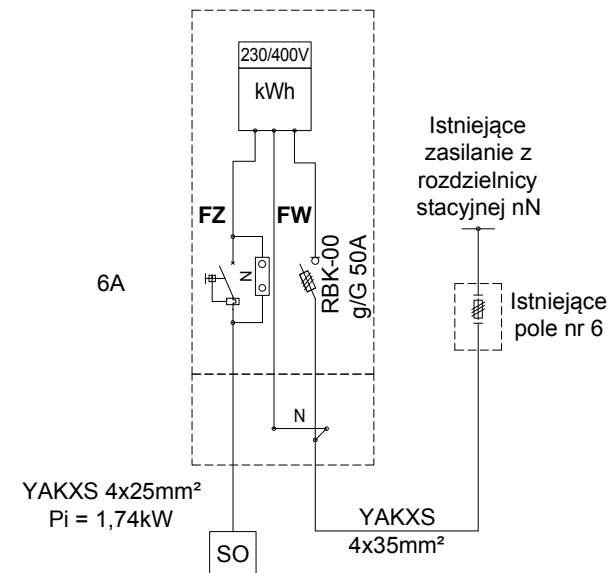 230/400V
kWh
Istniejące
zasilanie z
rozdzielnicy
stacyjnej nN
FZ
FW
N
RBK-00
g/G 50A
6A
Istniejące
pole nr 6
N
YAKXS 4x25mm²
Pi = 1,74kW
YAKXS
4x35mm²
SO